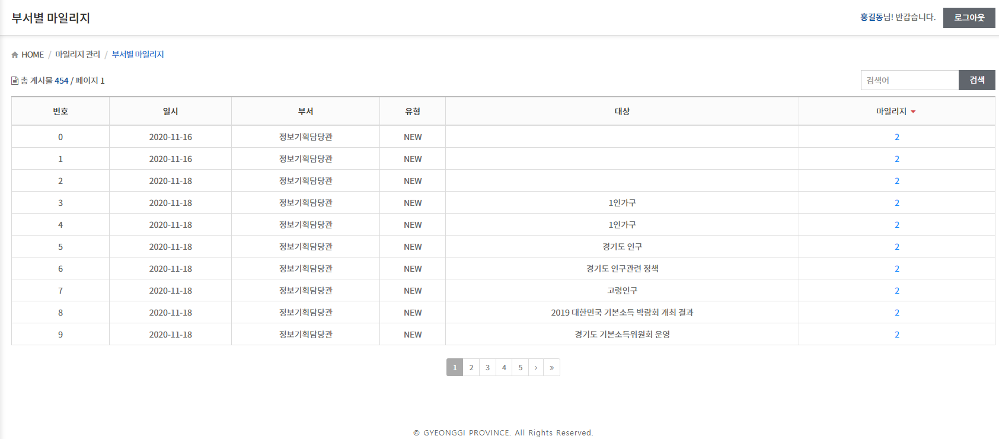 부서별 마일리지
홍길동님! 반갑습니다. 로그아웃
HOME / 마일리지 관리 / 부서별 마일리지
총 게시물 454 / 페이지 1
검색어 검색
번호 일시 부서 유형 대상 마일리지
0 2020-11-16 정보기획담당관 NEW 2
1 2020-11-16 정보기획담당관 NEW 2
2 2020-11-18 정보기획담당관 NEW 2
3 2020-11-18 정보기획담당관 NEW 1인가구 2
4 2020-11-18 정보기획담당관 NEW 1인가구 2
5 2020-11-18 정보기획담당관 NEW 경기도 인구 2
6 2020-11-18 정보기획담당관 NEW 경기도 인구관련 정책 2
7 2020-11-18 정보기획담당관 NEW 고령인구 2
8 2020-11-18 정보기획담당관 NEW 2019 대한민국 기본소득 박람회 개최 결과 2
9 2020-11-18 정보기획담당관 NEW 경기도 기본소득위원회 운영 2
1 2 3 4 5 › »
© GYEONGGI PROVINCE. All Rights Reserved.